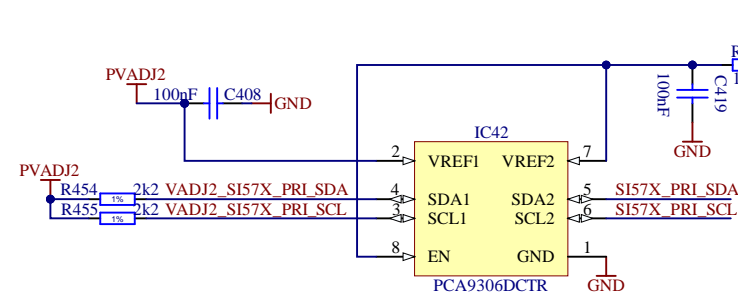 R
1
PVADJ2
100nF
C408
GND
100nF
C419
GND
IC42
2
VREF1
VREF2
7
PVADJ2
R454
1%
2k2
VADJ2_SI57X_PRI_SDA
4
SDA1
SDA2
5
SI57X_PRI_SDA
R455
1%
2k2
VADJ2_SI57X_PRI_SCL
3
SCL1
SCL2
6
SI57X_PRI_SCL
8
EN
GND
1
GND
PCA9306DCTR